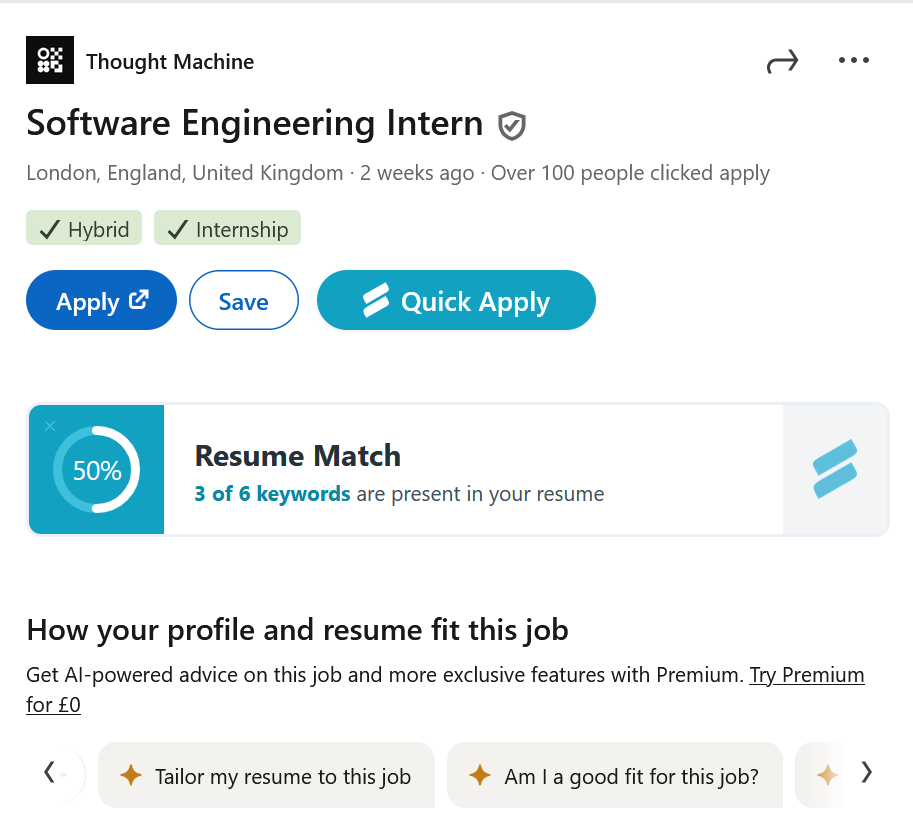 Thought Machine
Software Engineering Intern
London, England, United Kingdom · 2 weeks ago · Over 100 people clicked apply
Hybrid
Internship
Apply
Save
Quick Apply
50%
Resume Match
3 of 6 keywords are present in your resume
How your profile and resume fit this job
Get AI-powered advice on this job and more exclusive features with Premium. Try Premium
for £0
Tailor my resume to this job
Am I a good fit for this job?